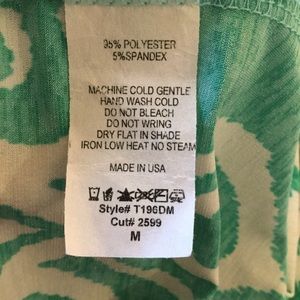 95% POLYESTER
5%SPANDEX
MACHINE COLD GENTLE
HAND WASH COLD
DO NOT BLEACH
DO NOT WRING
DRY FLAT IN SHADE
IRON LOW HEAT NO STEAM
MADE IN USA
Style# T196DM
Cut# 2599
M